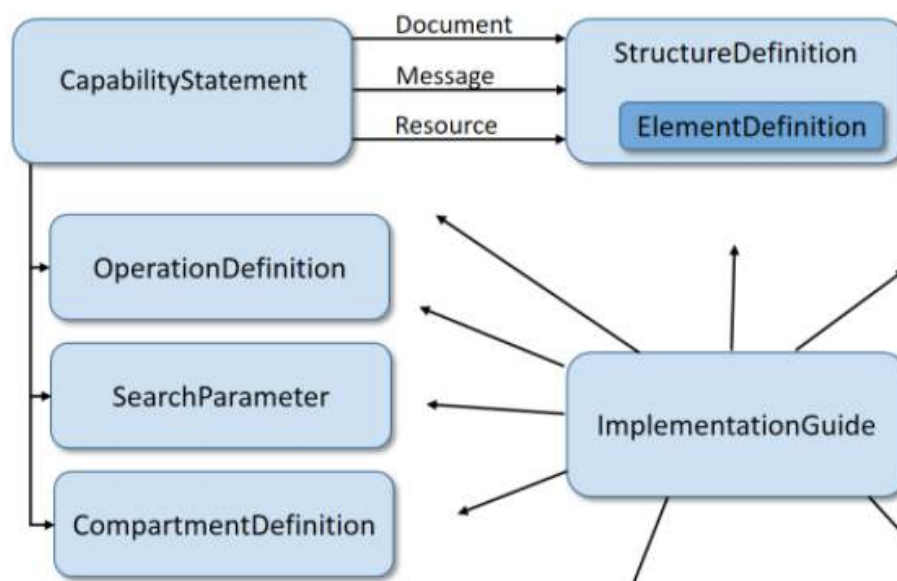 CapabilityStatement
Document
Message
Resource
StructureDefinition
ElementDefinition
OperationDefinition
SearchParameter
CompartmentDefinition
ImplementationGuide